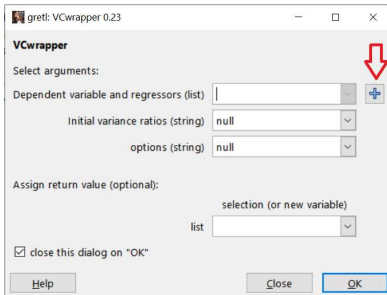 gretl: VCwrapper 0.23
VCwrapper
Select arguments:
Dependent variable and regressors (list)
Initial variance ratios (string) null
options (string) null
Assign return value (optional):
selection (or new variable)
list
close this dialog on "OK"
Help Close OK